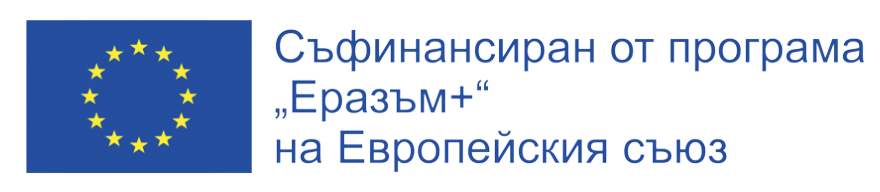 Съфинансиран от програма
„Еразъм+“
на Европейския съюз